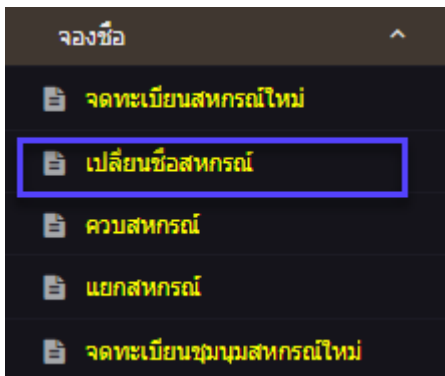 จองชื่อ
จดทะเบียนสหกรณ์ใหม่
เปลี่ยนชื่อสหกรณ์
ควบสหกรณ์
แยกสหกรณ์
จดทะเบียนชุมนุมสหกรณ์ใหม่